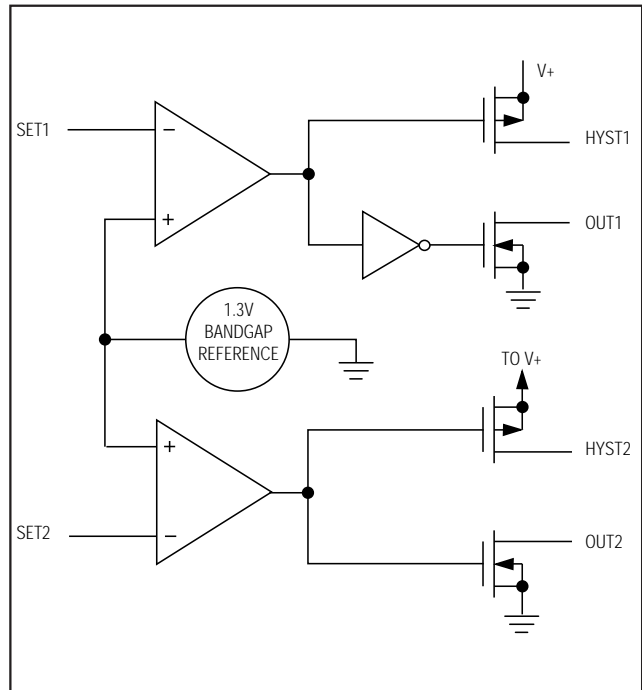 V+
SET1
−
HYST1
+
OUT1
1.3V
BANDGAP
REFERENCE
TO V+
+
HYST2
SET2
−
OUT2